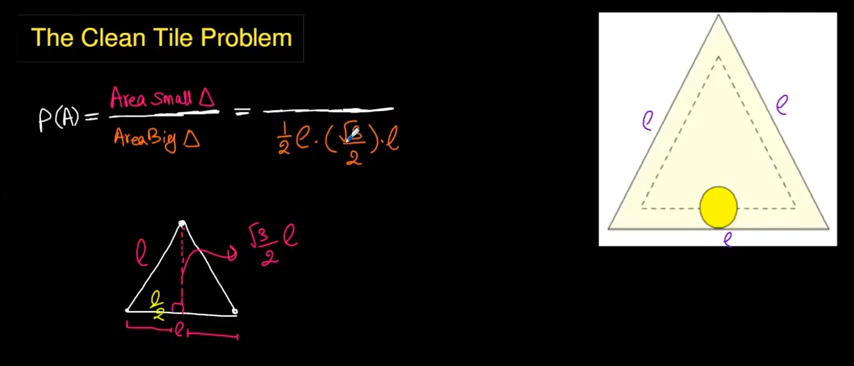 The Clean Tile Problem
P(A) = Area Small Δ / Area Big Δ = / 1/2 l · (√3/2) · l
l
l
l
l
√3/2 l
l/2
l